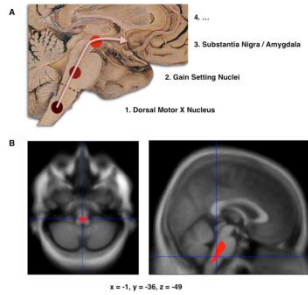 A
4. ...
3. Substantia Nigra / Amygdala
2. Gain Setting Nuclei
1. Dorsal Motor X Nucleus
B
x = -1, y = -36, z = -49